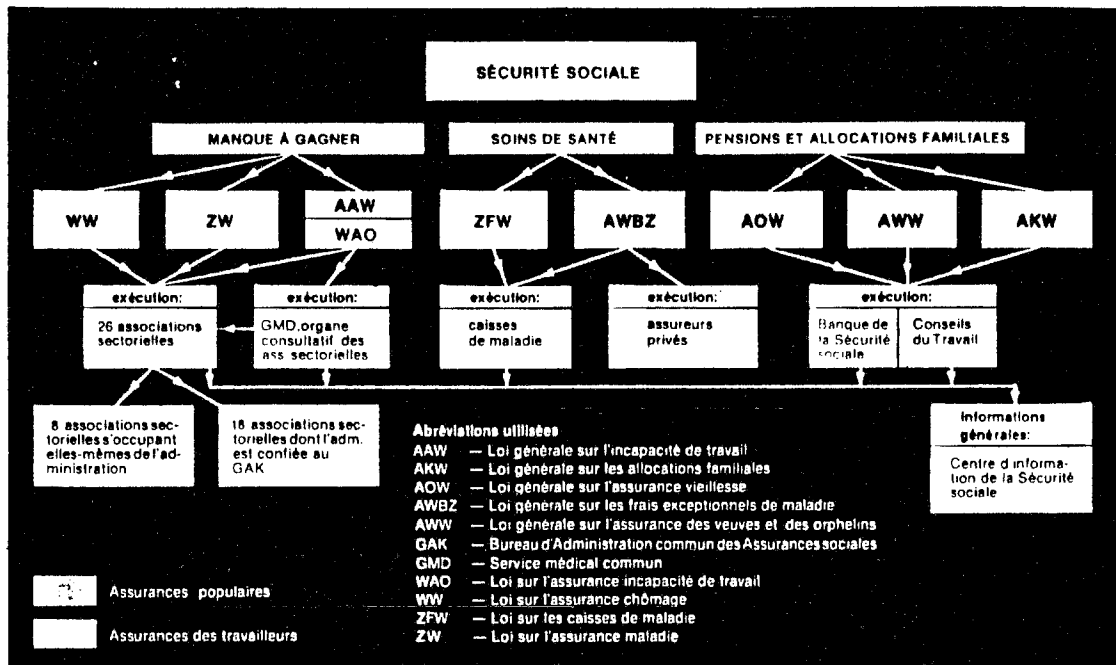 SÉCURITÉ SOCIALE
MANQUE À GAGNER
SOINS DE SANTÉ
PENSIONS ET ALLOCATIONS FAMILIALES
WW
ZW
AAW
WAO
ZFW
AWBZ
AOW
AWW
AKW
exécution:
26 associations
sectorielles
exécution:
GMD, organe
consultatif des
ass sectorielles
exécution:
caisses
de maladie
exécution:
assureurs
privés
exécution:
Banque de
la Sécurité
sociale
Conseils
du Travail
8 associations sec-
torielles s'occupant
elles-mêmes de l'ad-
ministration
18 associations sec-
torielles dont l'adm.
est confiée au
GAK
Informations
générales:
Centre d'informa-
tion de la Sécurité
sociale
Abréviations utilisées
AAW — Loi générale sur l'incapacité de travail
AKW — Loi générale sur les allocations familiales
AOW — Loi générale sur l'assurance vieillesse
AWBZ — Loi générale sur les frais exceptionnels de maladie
AWW — Loi générale sur l'assurance des veuves et des orphelins
GAK — Bureau d'Administration commun des Assurances sociales
GMD — Service médical commun
WAO — Loi sur l'assurance incapacité de travail
WW — Loi sur l'assurance chômage
ZFW — Loi sur les caisses de maladie
ZW — Loi sur l'assurance maladie
Assurances populaires
Assurances des travailleurs